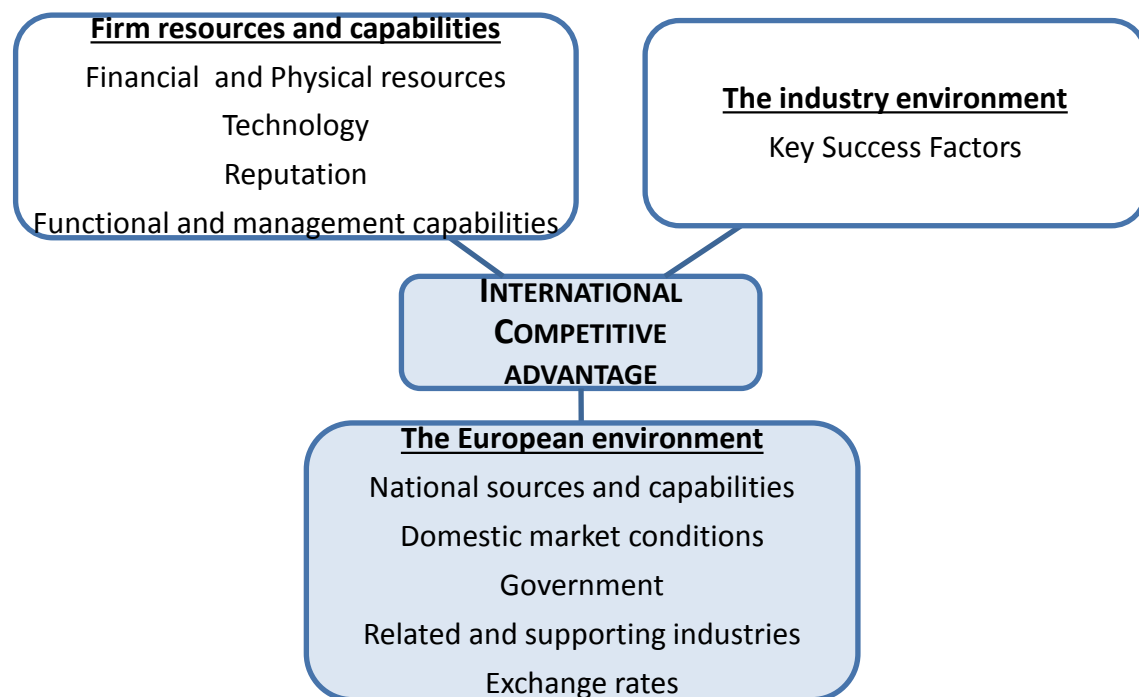 Firm resources and capabilities
Financial and Physical resources
Technology
Reputation
Functional and management capabilities
The industry environment
Key Success Factors
INTERNATIONAL
COMPETITIVE
ADVANTAGE
The European environment
National sources and capabilities
Domestic market conditions
Government
Related and supporting industries
Exchange rates